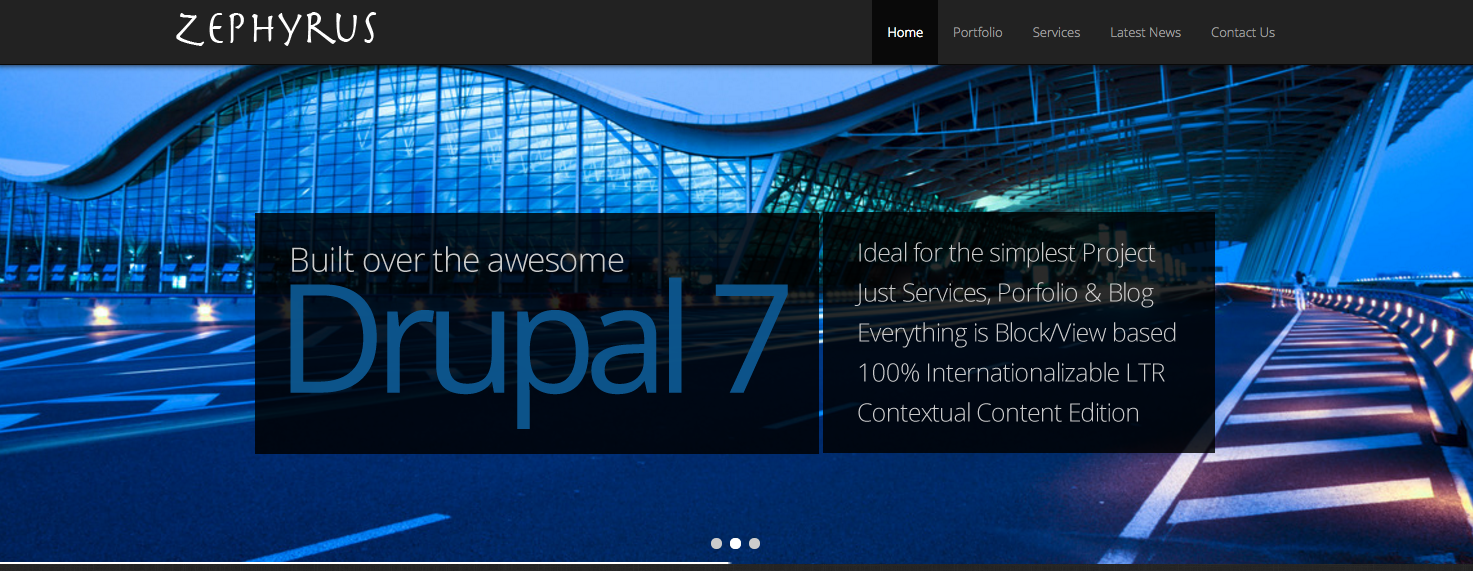 ZEPHYRUS
Home Portfolio Services Latest News Contact Us
Built over the awesome
Drupal 7
Ideal for the simplest Project
Just Services, Porfolio & Blog
Everything is Block/View based
100% Internationalizable LTR
Contextual Content Edition